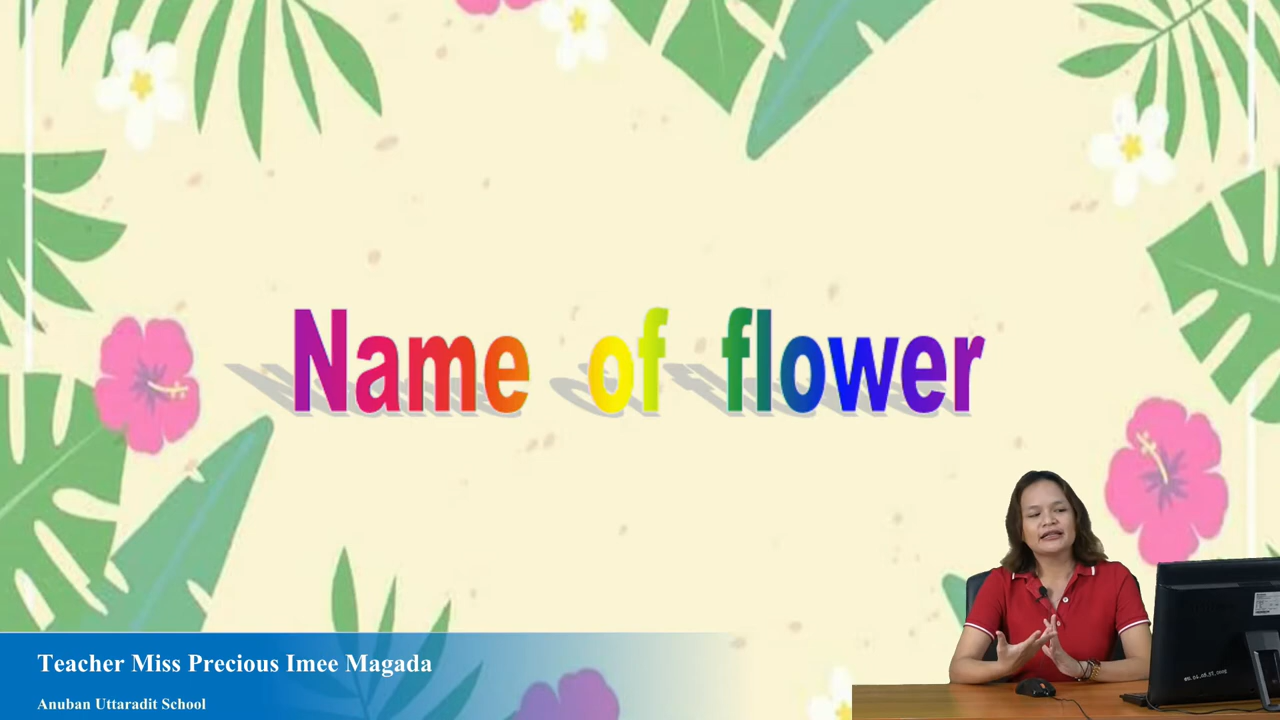 Name of flower
Teacher Miss Precious Imee Magada
Anuban Uttaradit School